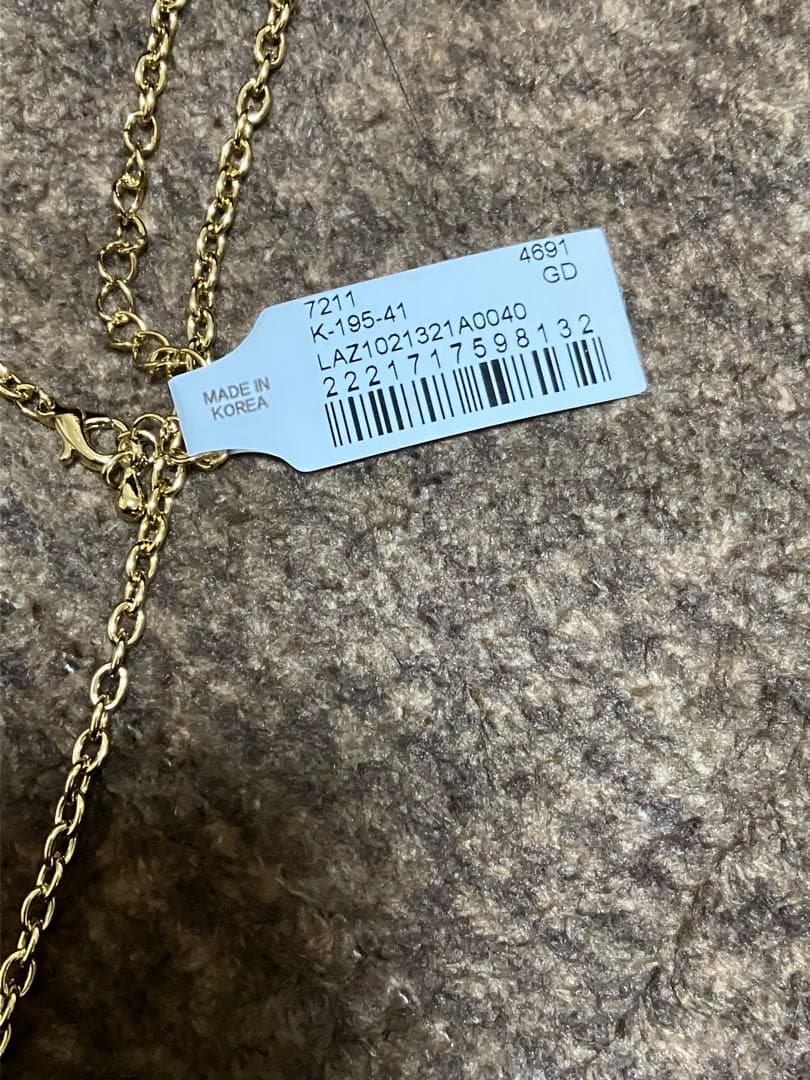 MADE IN
KOREA
7211
4691
K-195-41
GD
LAZ1021321A0040
2221717598132